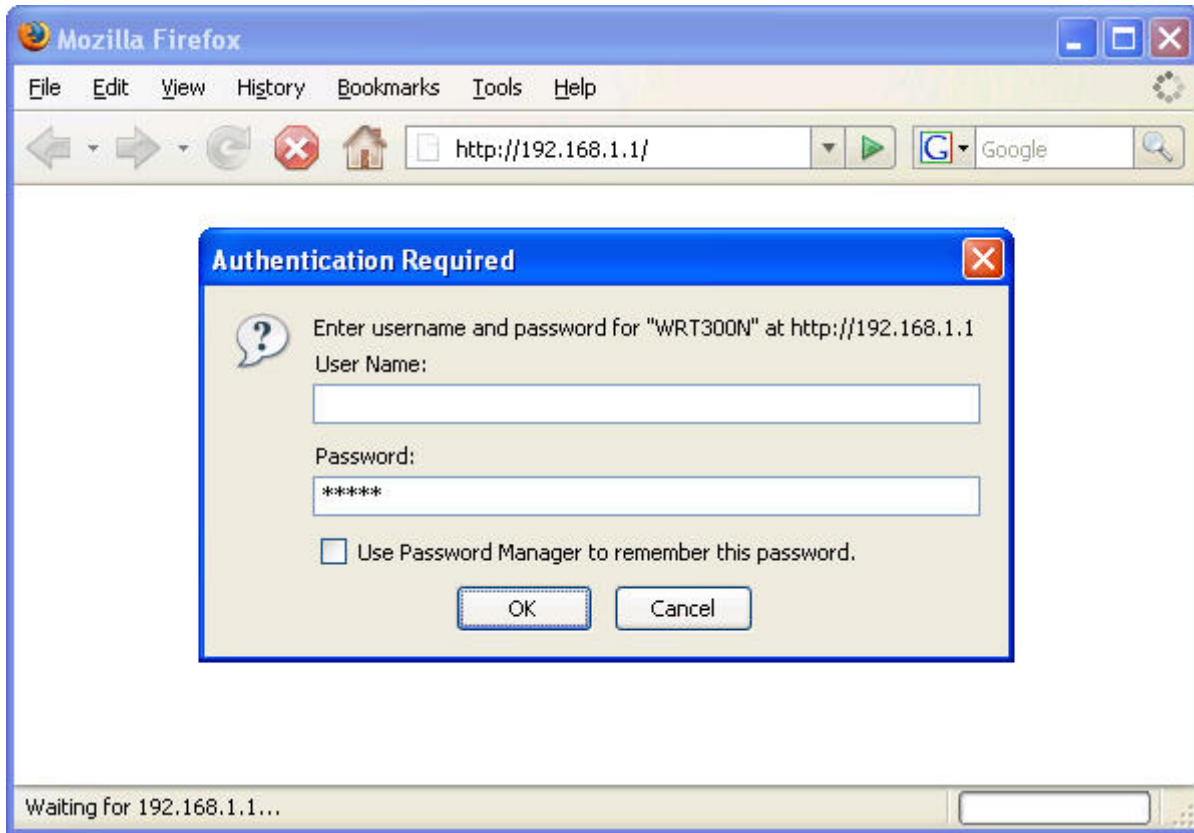 Mozilla Firefox
File Edit View History Bookmarks Tools Help
http://192.168.1.1/ G Google
Authentication Required
? Enter username and password for "WRT300N" at http://192.168.1.1
User Name:
Password:
*****
Use Password Manager to remember this password.
OK Cancel
Waiting for 192.168.1.1...